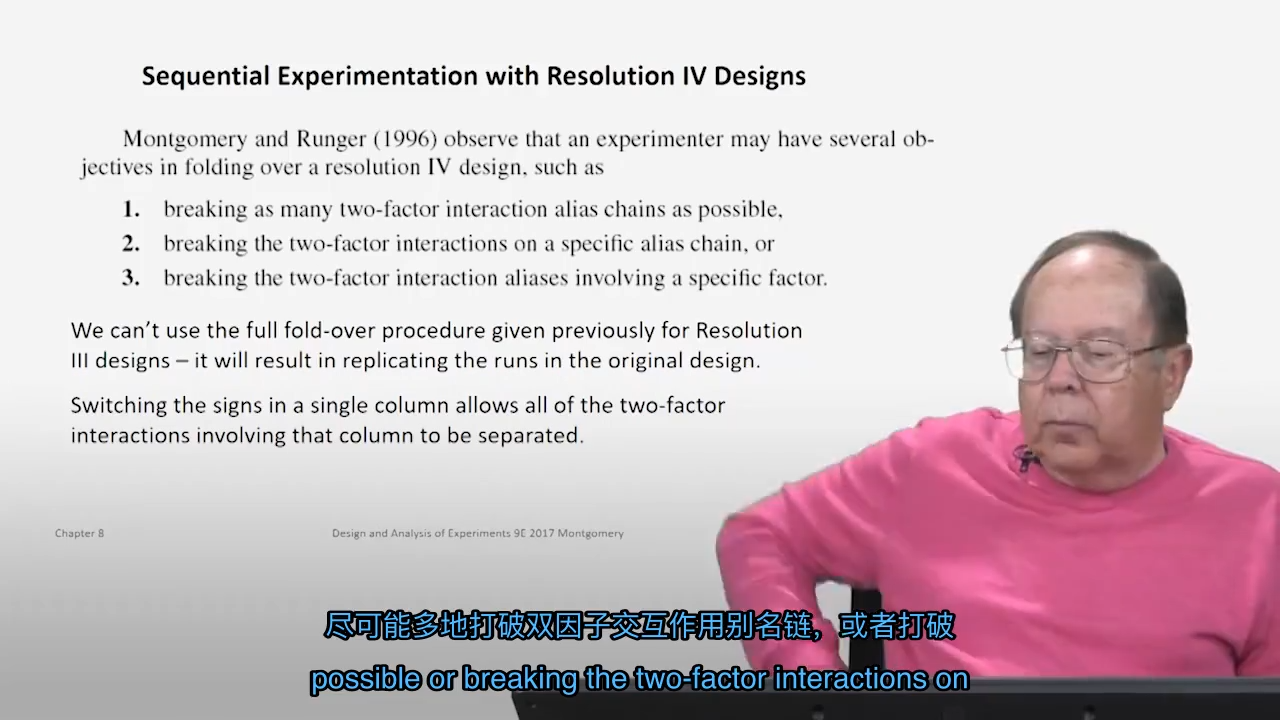 Sequential Experimentation with Resolution IV Designs
Montgomery and Runger (1996) observe that an experimenter may have several ob-
jectives in folding over a resolution IV design, such as
1. breaking as many two-factor interaction alias chains as possible,
2. breaking the two-factor interactions on a specific alias chain, or
3. breaking the two-factor interaction aliases involving a specific factor.
We can’t use the full fold-over procedure given previously for Resolution
III designs – it will result in replicating the runs in the original design.
Switching the signs in a single column allows all of the two-factor
interactions involving that column to be separated.
Chapter 8
Design and Analysis of Experiments 9E 2017 Montgomery
尽可能多地打破双因子交互作用别名链，或者打破
possible or breaking the two-factor interactions on